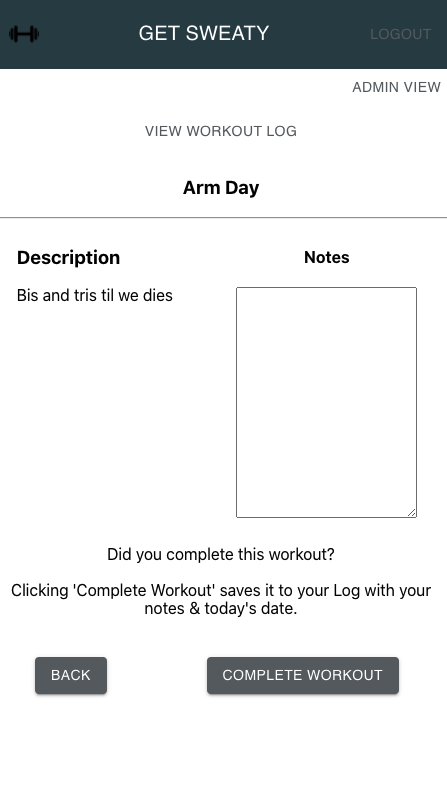 GET SWEATY
LOGOUT
ADMIN VIEW
VIEW WORKOUT LOG
Arm Day
Description
Notes
Bis and tris til we dies
Did you complete this workout?
Clicking 'Complete Workout' saves it to your Log with your
notes & today's date.
BACK
COMPLETE WORKOUT